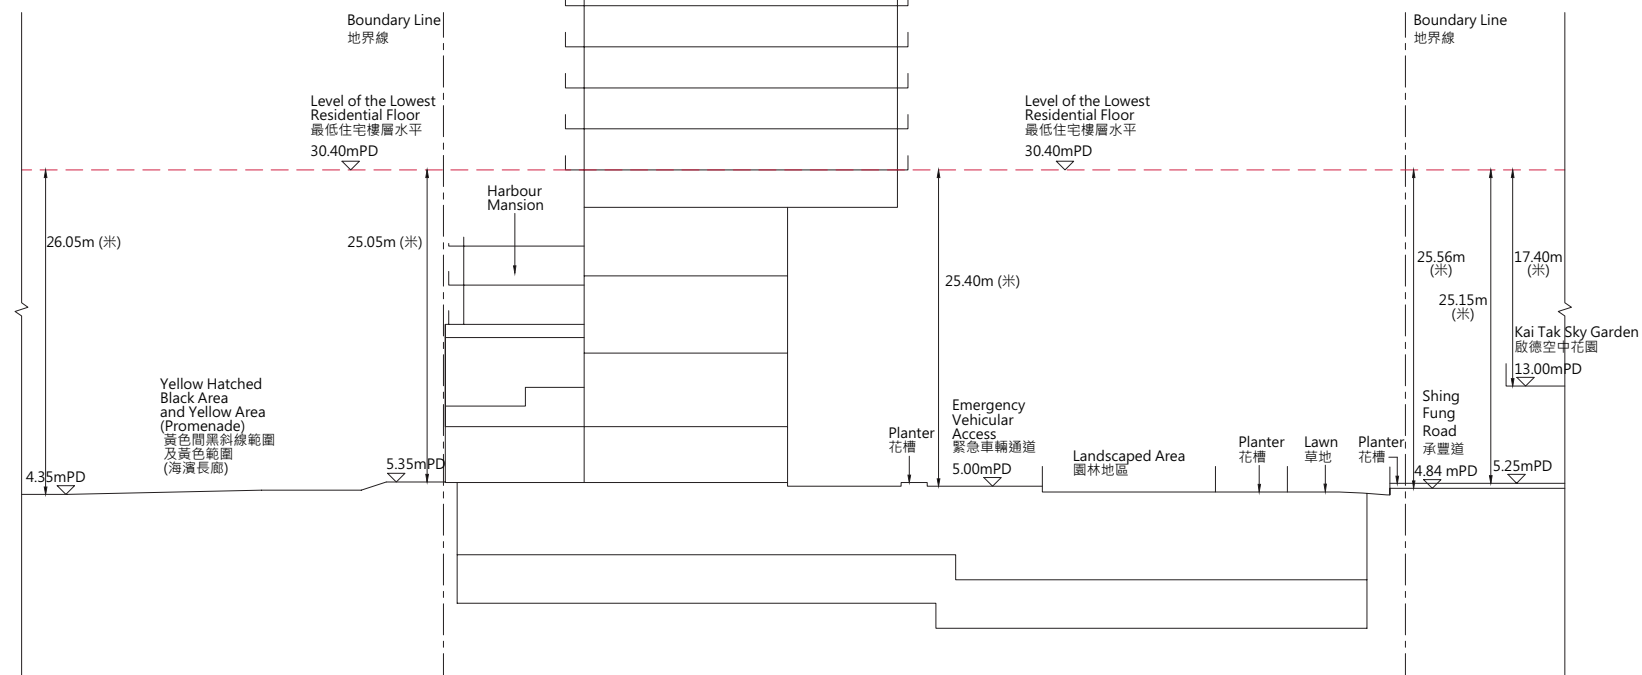 Boundary Line
地界線
Boundary Line
地界線
Level of the Lowest
Residential Floor
最低住宅樓層水平
30.40mPD
Level of the Lowest
Residential Floor
最低住宅樓層水平
30.40mPD
Harbour
Mansion
26.05m (米)
25.05m (米)
25.40m (米)
25.56m
(米)
17.40m
(米)
25.15m
(米)
Kai Tak Sky Garden
啟德空中花園
13.00mPD
Yellow Hatched
Black Area
and Yellow Area
(Promenade)
黃色間黑斜線範圍
及黃色範圍
(海濱長廊)
4.35mPD
5.35mPD
Planter
花槽
Emergency
Vehicular
Access
緊急車輛通道
5.00mPD
Landscaped Area
園林地區
Planter
花槽
Lawn
草地
Planter
花槽
Shing
Fung
Road
承豐道
4.84 mPD
5.25mPD